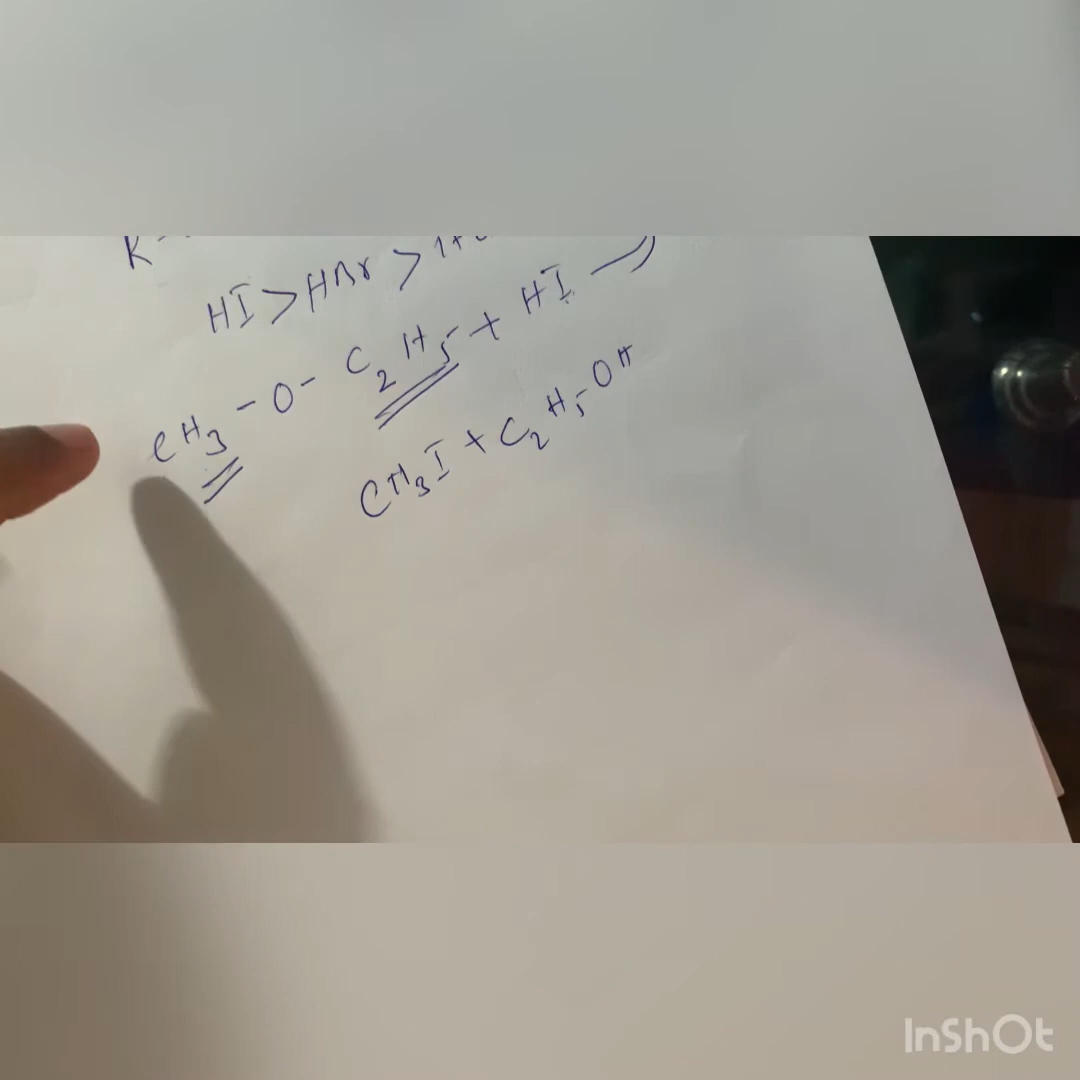 HI > HBr >
CH3 - O - C2H5 + HI →
CH3I + C2H5OH
InShOt